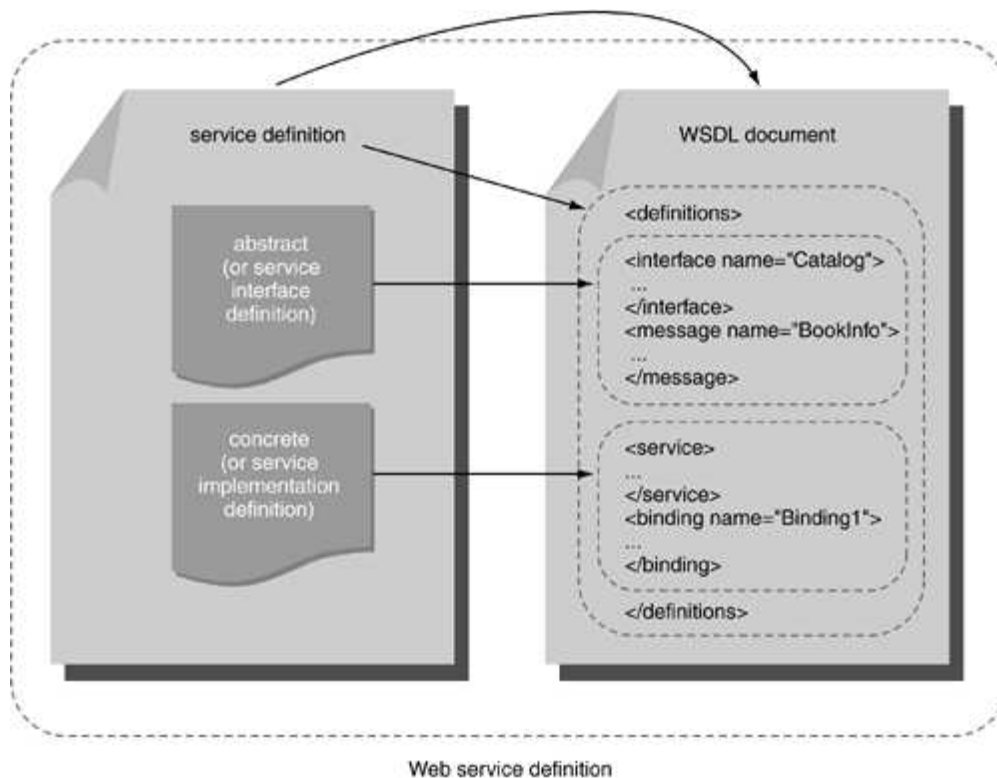 service definition
abstract
(or service
interface
definition)
concrete
(or service
implementation
definition)
WSDL document
<definitions>
<interface name="Catalog">
...
</interface>
<message name="BookInfo">
...
</message>
<service>
...
</service>
<binding name="Binding1">
...
</binding>
</definitions>
Web service definition